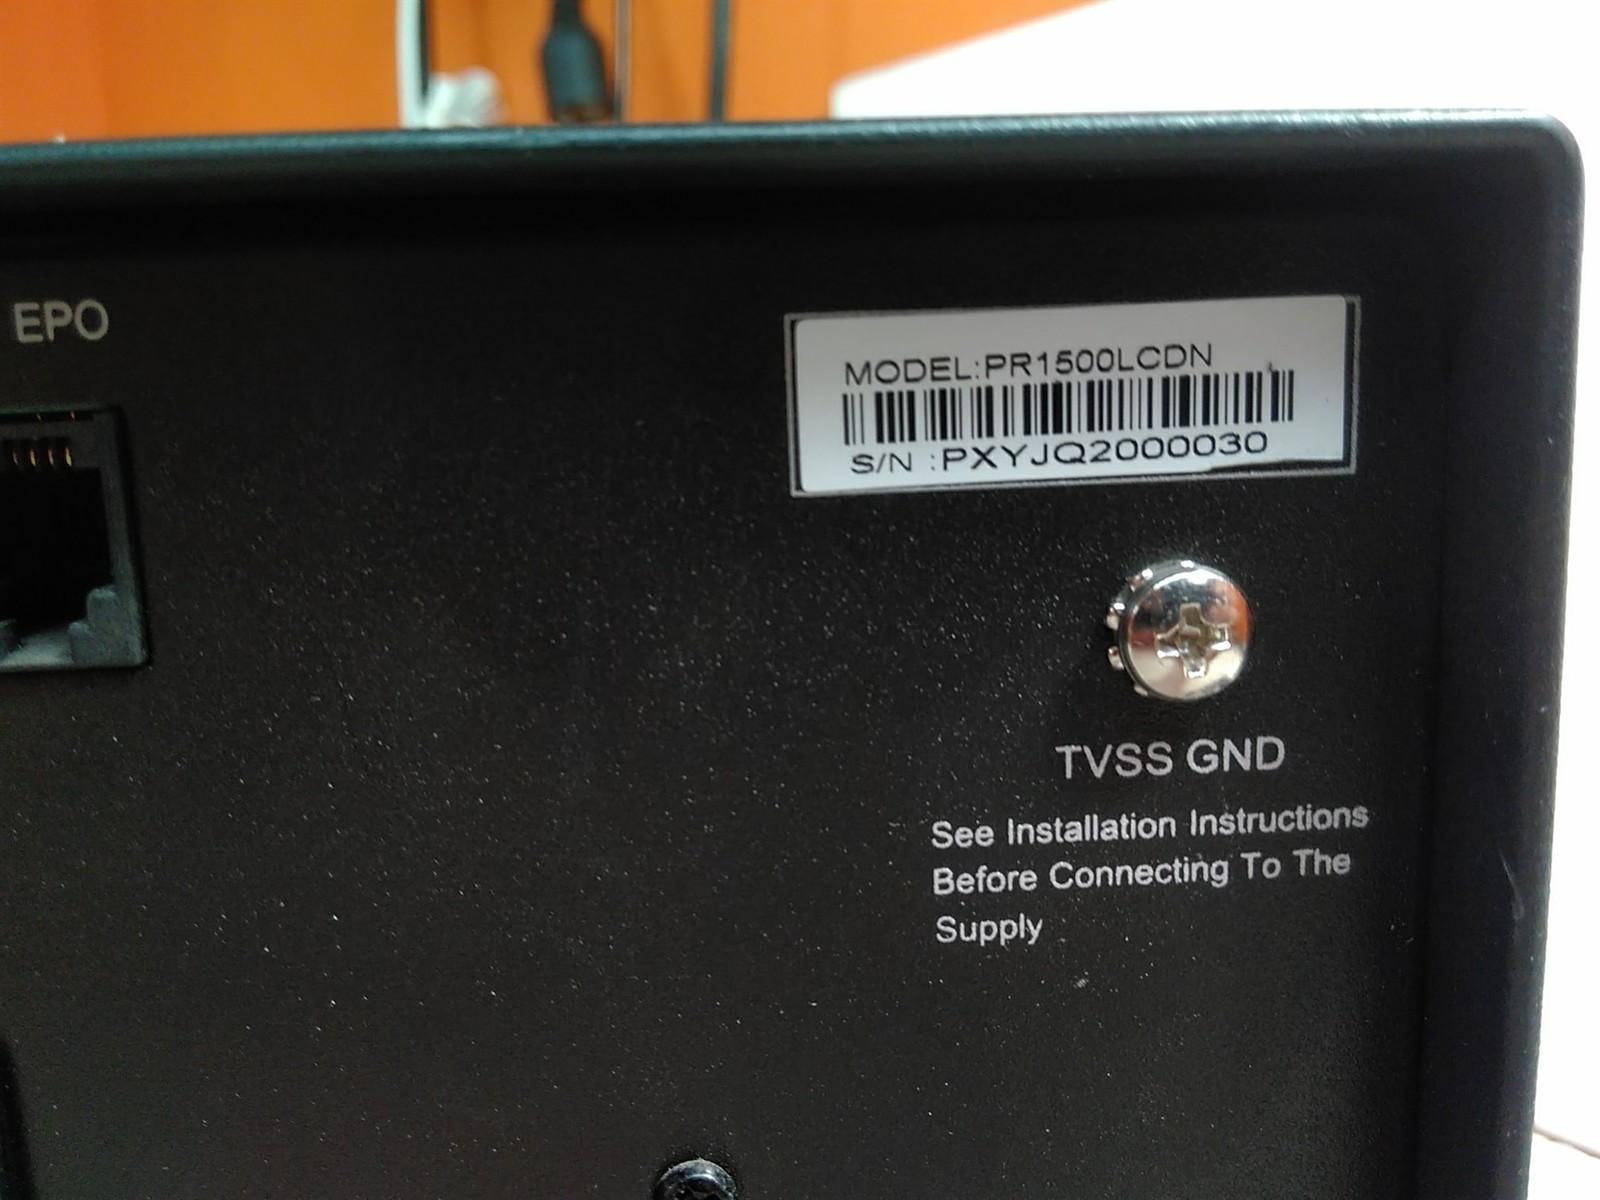 EPO
MODEL:PR1500LCDN
S/N :PXYJQ2000030
TVSS GND
See Installation Instructions
Before Connecting To The
Supply